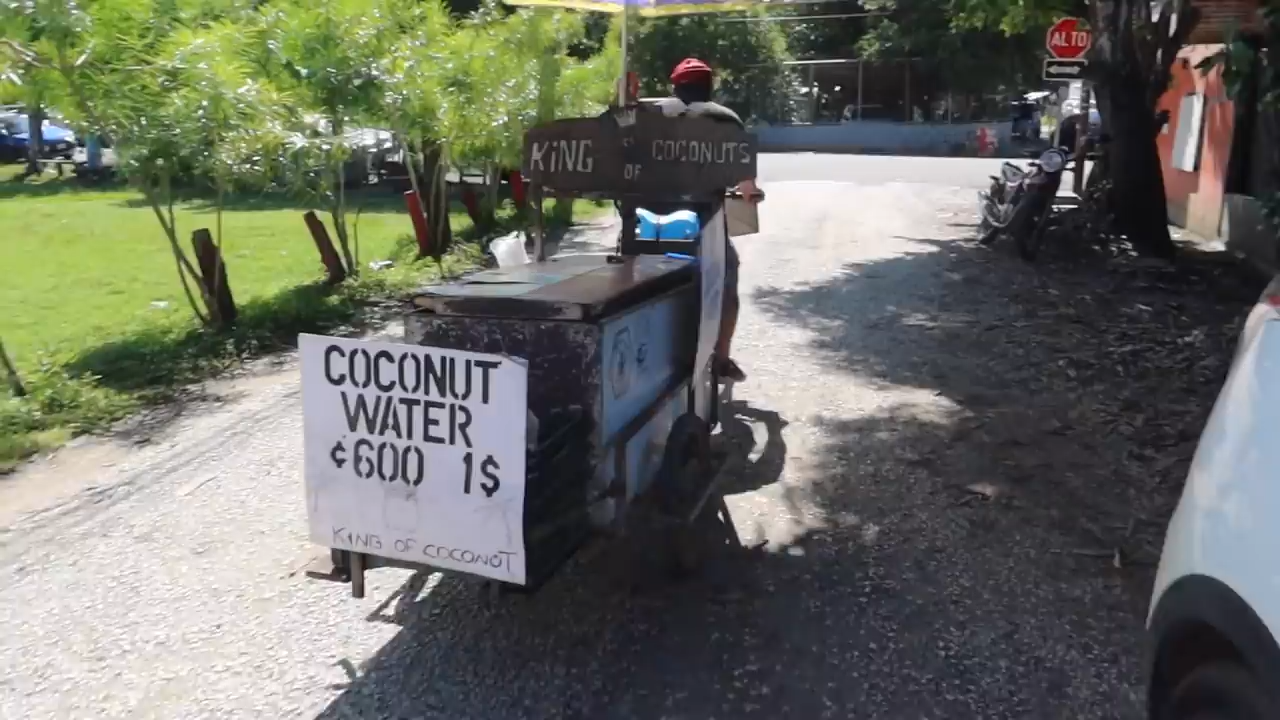 ALTO
KING OF COCONUTS
COCONUT
WATER
¢600 1$
KING OF COCONUT